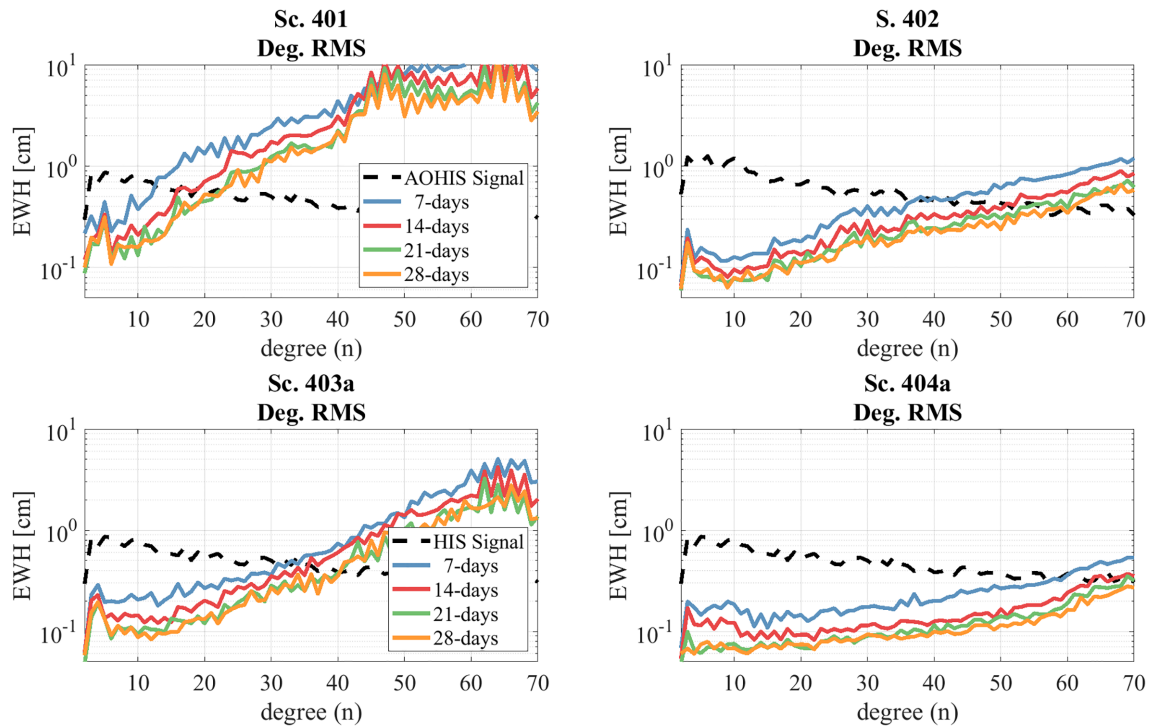 Sc. 401
Deg. RMS
EWH [cm]
10^1
10^0
10^-1
AOHIS Signal
7-days
14-days
21-days
28-days
10 20 30 40 50 60 70
degree (n)
S. 402
Deg. RMS
EWH [cm]
10^1
10^0
10^-1
10 20 30 40 50 60 70
degree (n)
Sc. 403a
Deg. RMS
EWH [cm]
10^1
10^0
10^-1
HIS Signal
7-days
14-days
21-days
28-days
10 20 30 40 50 60 70
degree (n)
Sc. 404a
Deg. RMS
EWH [cm]
10^1
10^0
10^-1
10 20 30 40 50 60 70
degree (n)